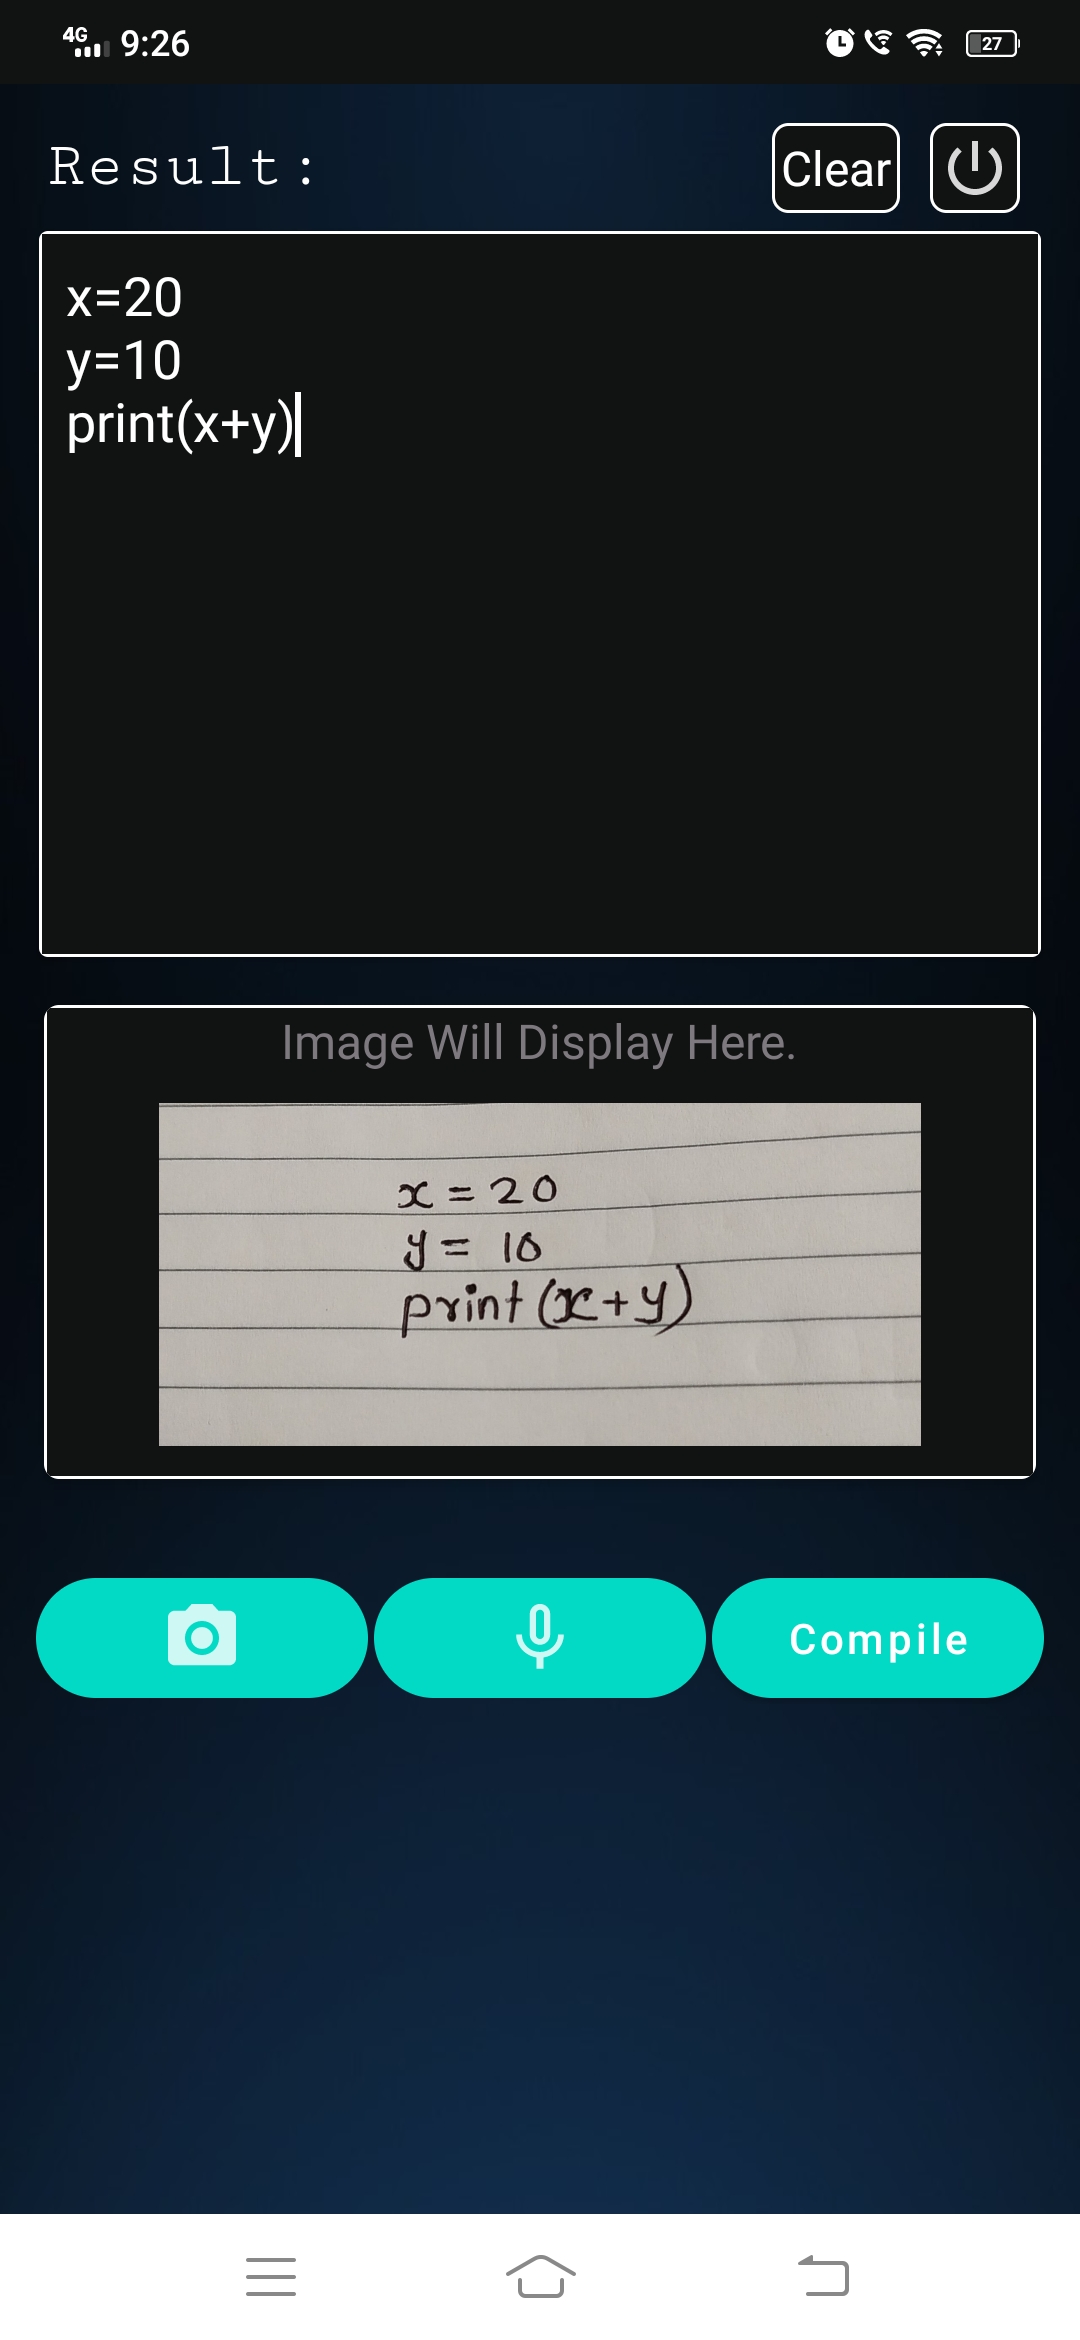 4G 9:26 27
Result: Clear
x=20
y=10
print(x+y)
Image Will Display Here.
x = 20
y = 10
print (x+y)
Compile